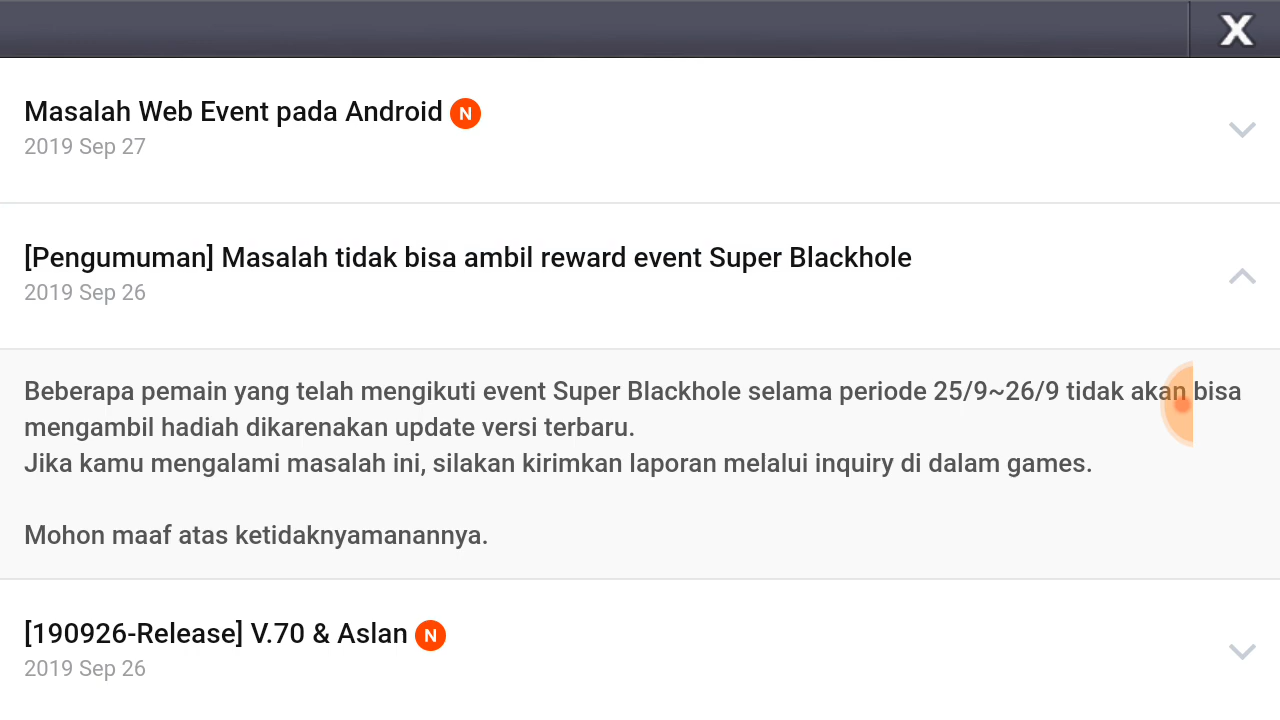 X
Masalah Web Event pada Android N
2019 Sep 27
[Pengumuman] Masalah tidak bisa ambil reward event Super Blackhole
2019 Sep 26
Beberapa pemain yang telah mengikuti event Super Blackhole selama periode 25/9~26/9 tidak akan bisa
mengambil hadiah dikarenakan update versi terbaru.
Jika kamu mengalami masalah ini, silakan kirimkan laporan melalui inquiry di dalam games.
Mohon maaf atas ketidaknyamanannya.
[190926-Release] V.70 & Aslan N
2019 Sep 26